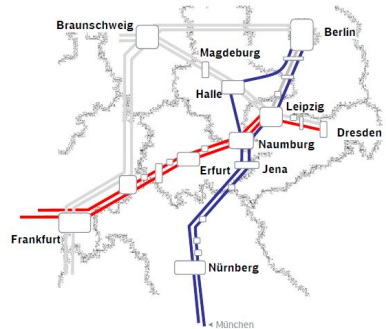 Braunschweig
Berlin
Magdeburg
Halle
Leipzig
Dresden
Naumburg
Erfurt
Jena
Frankfurt
Nürnberg
◄ München